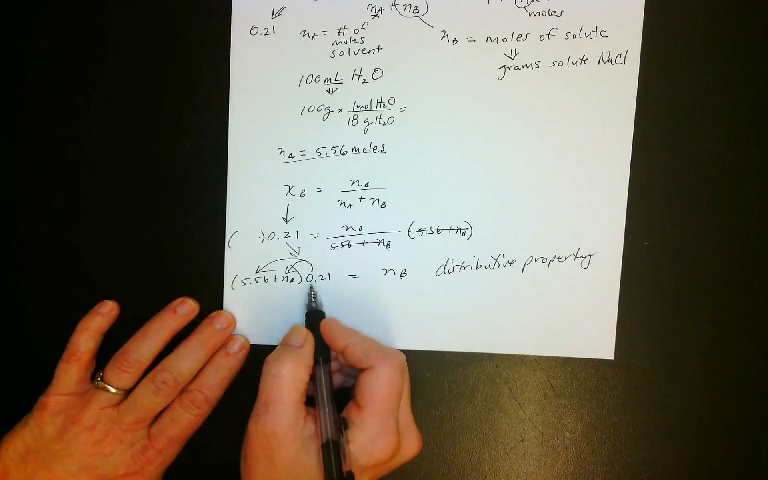 nA + nB
moles
0.21 nA = # of moles solvent nB = moles of solute
grams solute NaCl
100 mL H2O
100g × 1 mol H2O / 18 g H2O =
nA = 5.56 moles
xB = nB / nA + nB
( )0.21 = nB / 5.56 + nB · (5.56 + nB)
(5.56 + nB) 0.21 = nB distributive property